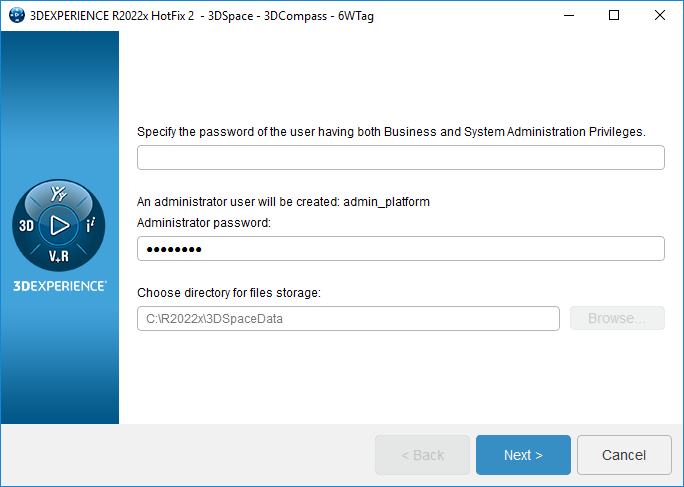 3DEXPERIENCE R2022x HotFix 2  - 3DSpace - 3DCompass - 6WTag
Specify the password of the user having both Business and System Administration Privileges.
An administrator user will be created: admin_platform
Administrator password:
●●●●●●●●
3D
i²
V+R
3DEXPERIENCE
Choose directory for files storage:
C:\R2022x\3DSpaceData
Browse...
< Back
Next >
Cancel